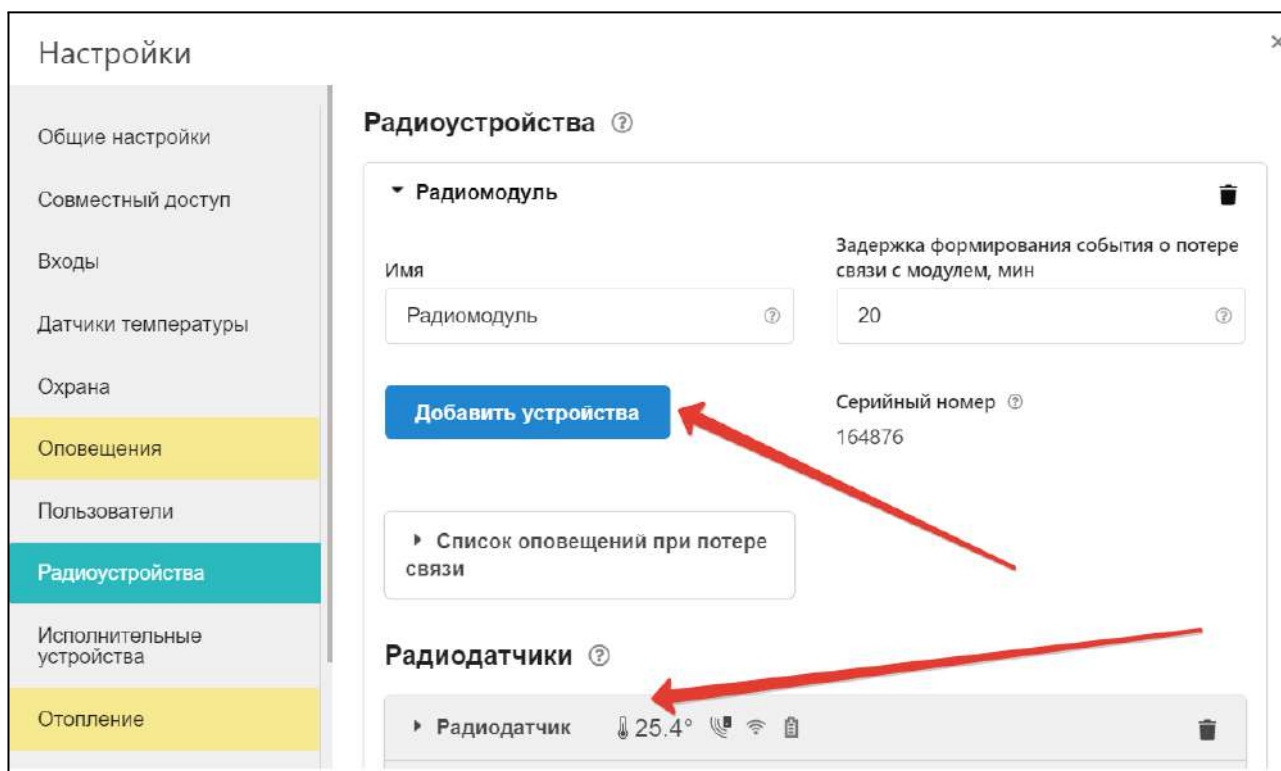 Настройки
Общие настройки
Совместный доступ
Входы
Датчики температуры
Охрана
Оповещения
Пользователи
Радиоустройства
Исполнительные
устройства
Отопление
Радиоустройства
Радиомодуль
Имя
Радиомодуль
Задержка формирования события о потере
связи с модулем, мин
20
Добавить устройства
Серийный номер
164876
Список оповещений при потере
связи
Радиодатчики
Радиодатчик 25.4°